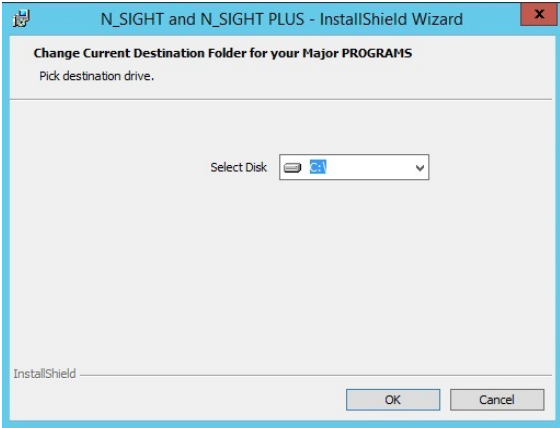 N_SIGHT and N_SIGHT PLUS - InstallShield Wizard
x
Change Current Destination Folder for your Major PROGRAMS
Pick destination drive.
Select Disk
C:\
InstallShield
OK
Cancel